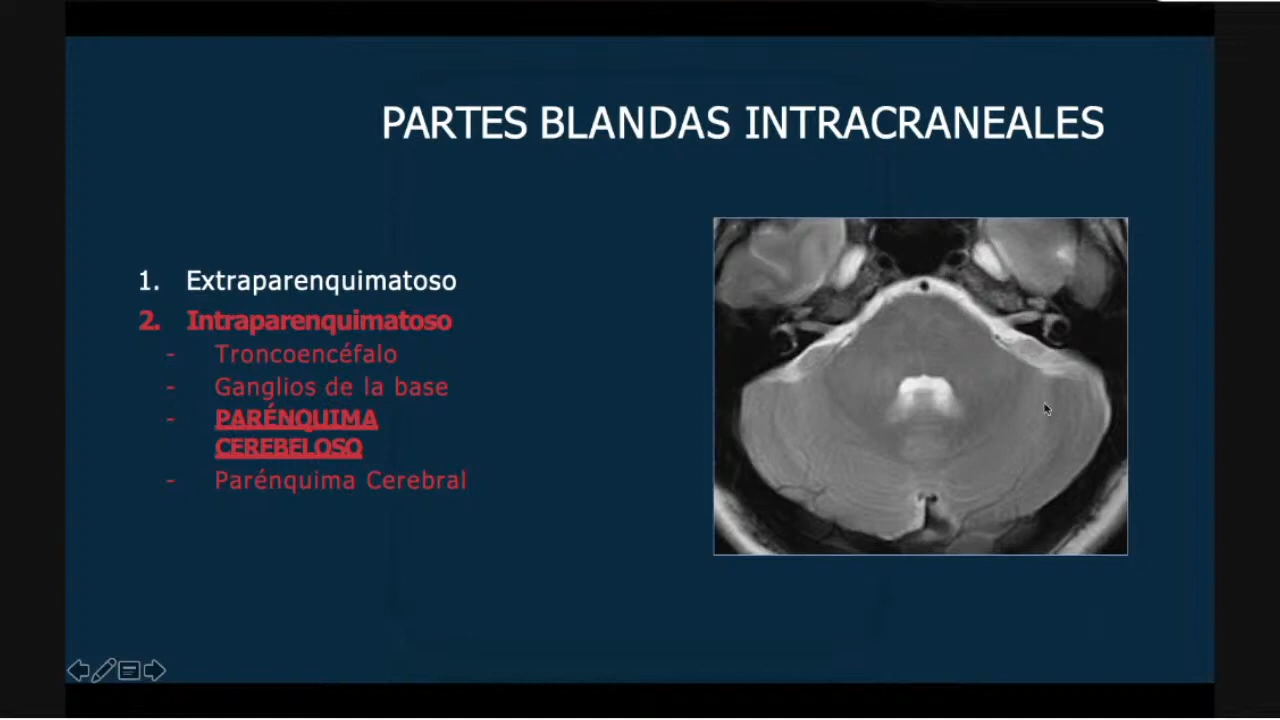 PARTES BLANDAS INTRACRANEALES
1. Extraparenquimatoso
2. Intraparenquimatoso
- Troncoencéfalo
- Ganglios de la base
- PARÉNQUIMA
CEREBELOSO
- Parénquima Cerebral